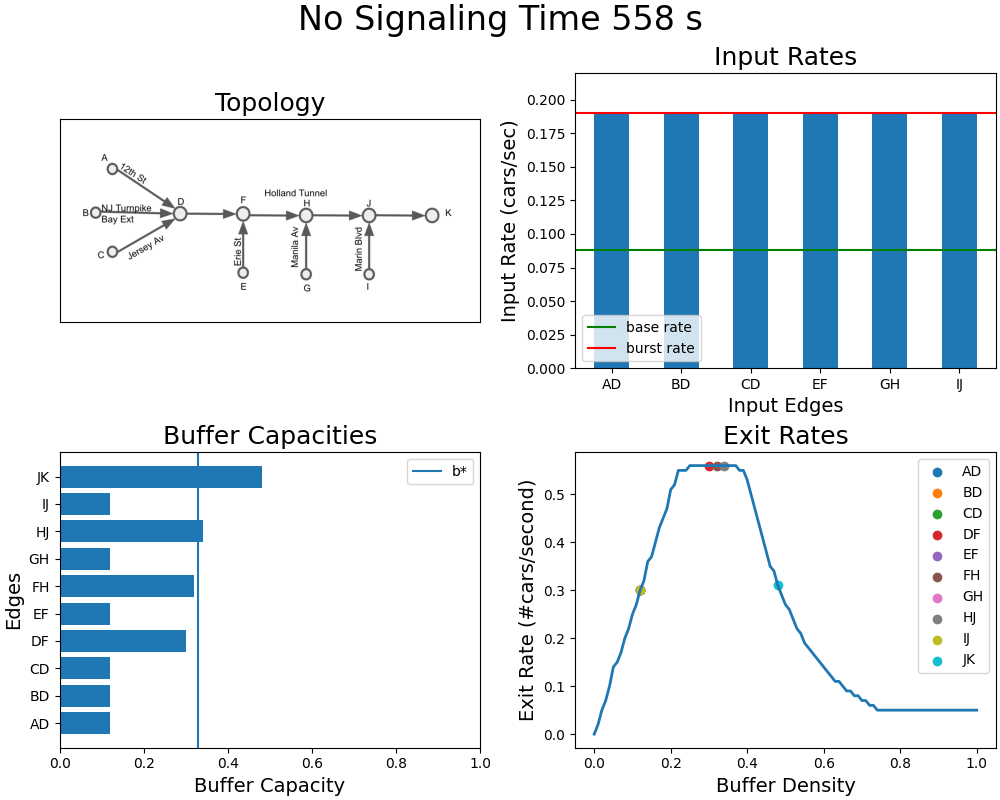 No Signaling Time 558 s
Topology
A
12th St
B
NJ Turnpike
Bay Ext
C
Jersey Av
D
F
Holland Tunnel
H
J
K
Erie St
Manila Av
Marin Blvd
E
G
I
Input Rates
Input Rate (cars/sec)
0.200
0.175
0.150
0.125
0.100
0.075
0.050
0.025
0.000
base rate
burst rate
AD BD CD EF GH IJ
Input Edges
Buffer Capacities
Edges
JK
IJ
HJ
GH
FH
EF
DF
CD
BD
AD
b*
0.0 0.2 0.4 0.6 0.8 1.0
Buffer Capacity
Exit Rates
Exit Rate (#cars/second)
0.5
0.4
0.3
0.2
0.1
0.0
AD
BD
CD
DF
EF
FH
GH
HJ
IJ
JK
0.0 0.2 0.4 0.6 0.8 1.0
Buffer Density